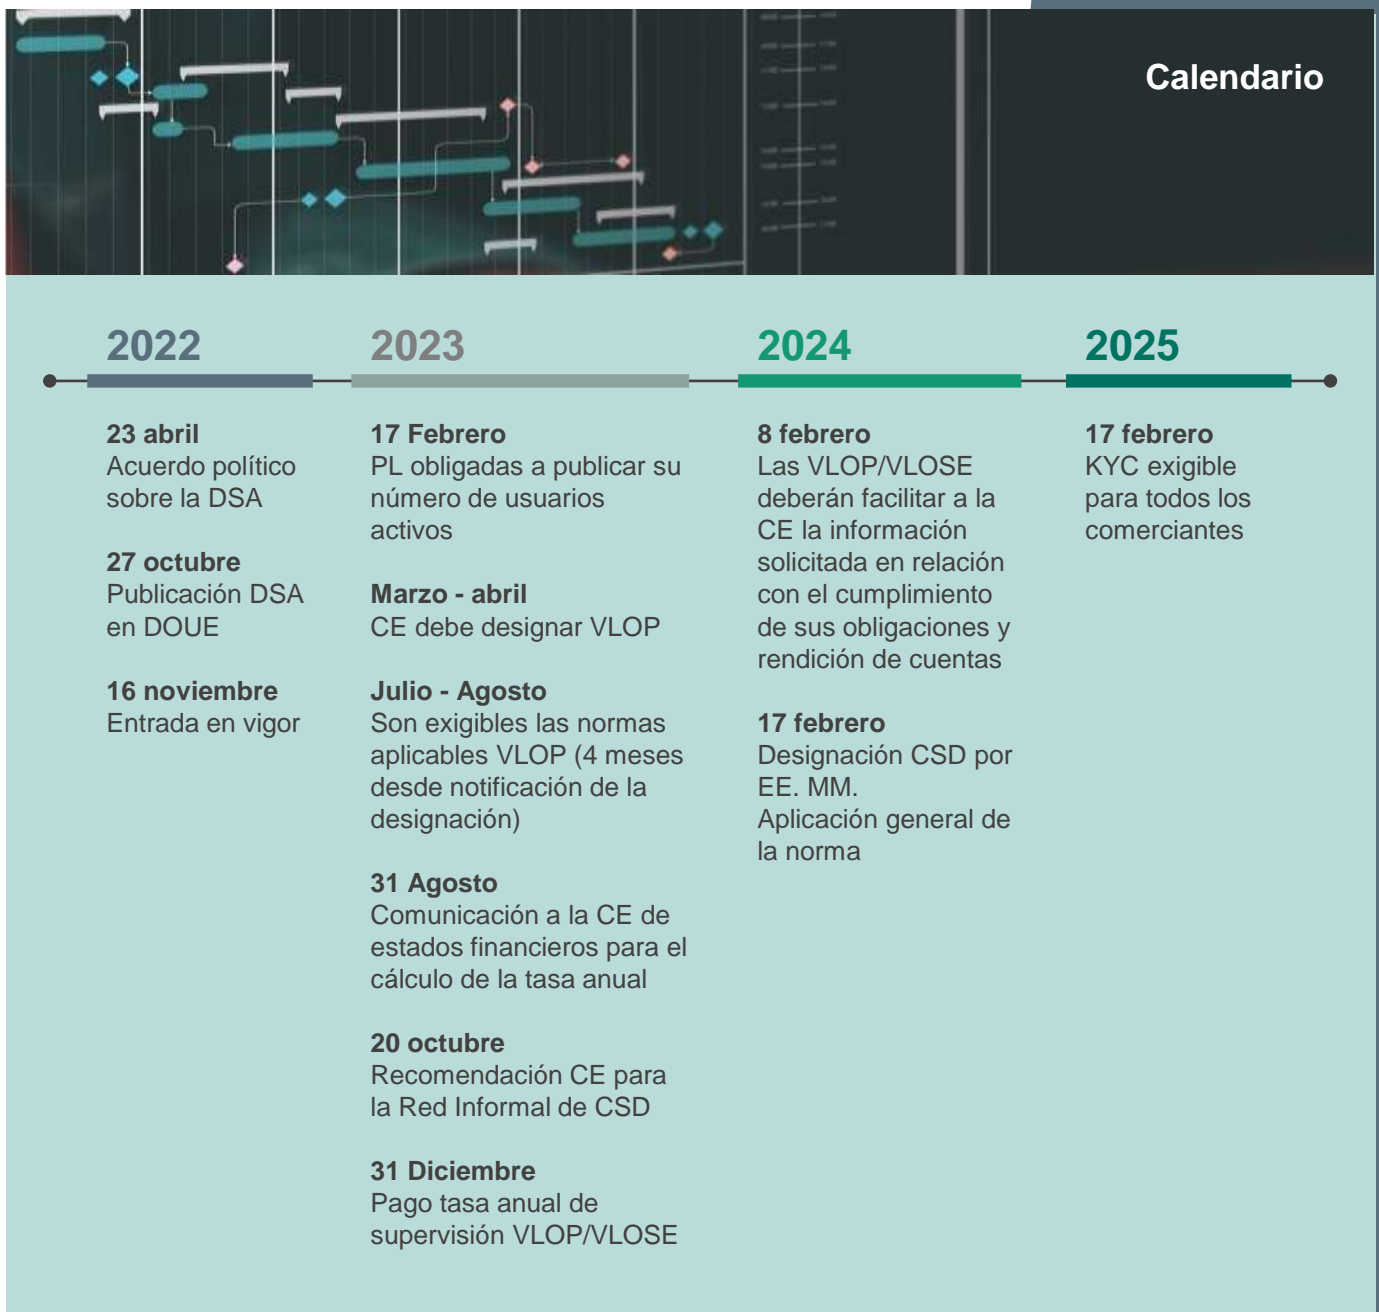 Calendario
2022
23 abril
Acuerdo político
sobre la DSA
27 octubre
Publicación DSA
en DOUE
16 noviembre
Entrada en vigor
2023
17 Febrero
PL obligadas a publicar su
número de usuarios
activos
Marzo - abril
CE debe designar VLOP
Julio - Agosto
Son exigibles las normas
aplicables VLOP (4 meses
desde notificación de la
designación)
31 Agosto
Comunicación a la CE de
estados financieros para el
cálculo de la tasa anual
20 octubre
Recomendación CE para
la Red Informal de CSD
31 Diciembre
Pago tasa anual de
supervisión VLOP/VLOSE
2024
8 febrero
Las VLOP/VLOSE
deberán facilitar a la
CE la información
solicitada en relación
con el cumplimiento
de sus obligaciones y
rendición de cuentas
17 febrero
Designación CSD por
EE. MM.
Aplicación general de
la norma
2025
17 febrero
KYC exigible
para todos los
comerciantes